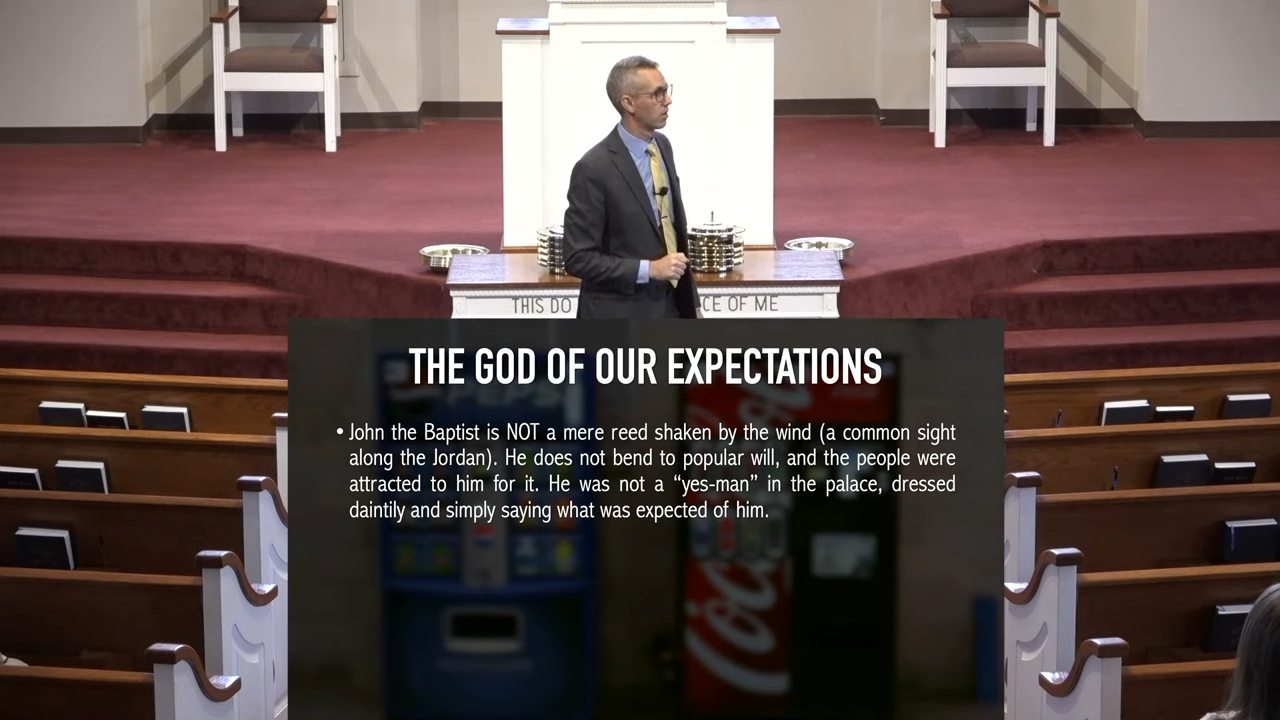 THIS DO
CE OF ME
THE GOD OF OUR EXPECTATIONS
• John the Baptist is NOT a mere reed shaken by the wind (a common sight
along the Jordan). He does not bend to popular will, and the people were
attracted to him for it. He was not a “yes-man” in the palace, dressed
daintily and simply saying what was expected of him.
PEPSI
Coca